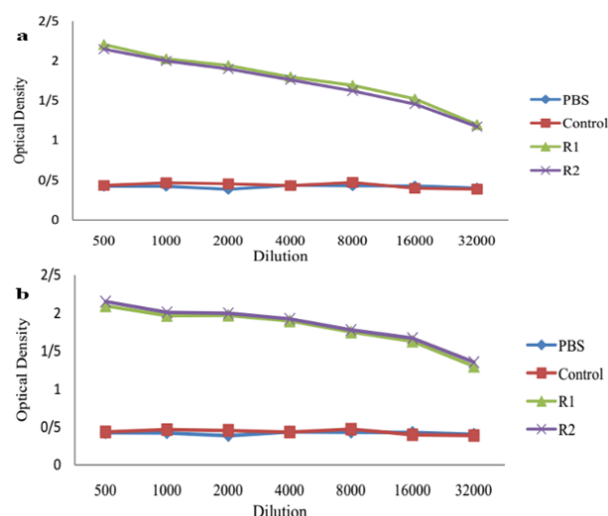 a
Optical Density
2/5
2
1/5
1
0/5
0
500 1000 2000 4000 8000 16000 32000
Dilution
PBS
Control
R1
R2
b
Optical Density
2/5
2
1/5
1
0/5
0
500 1000 2000 4000 8000 16000 32000
Dilution
PBS
Control
R1
R2